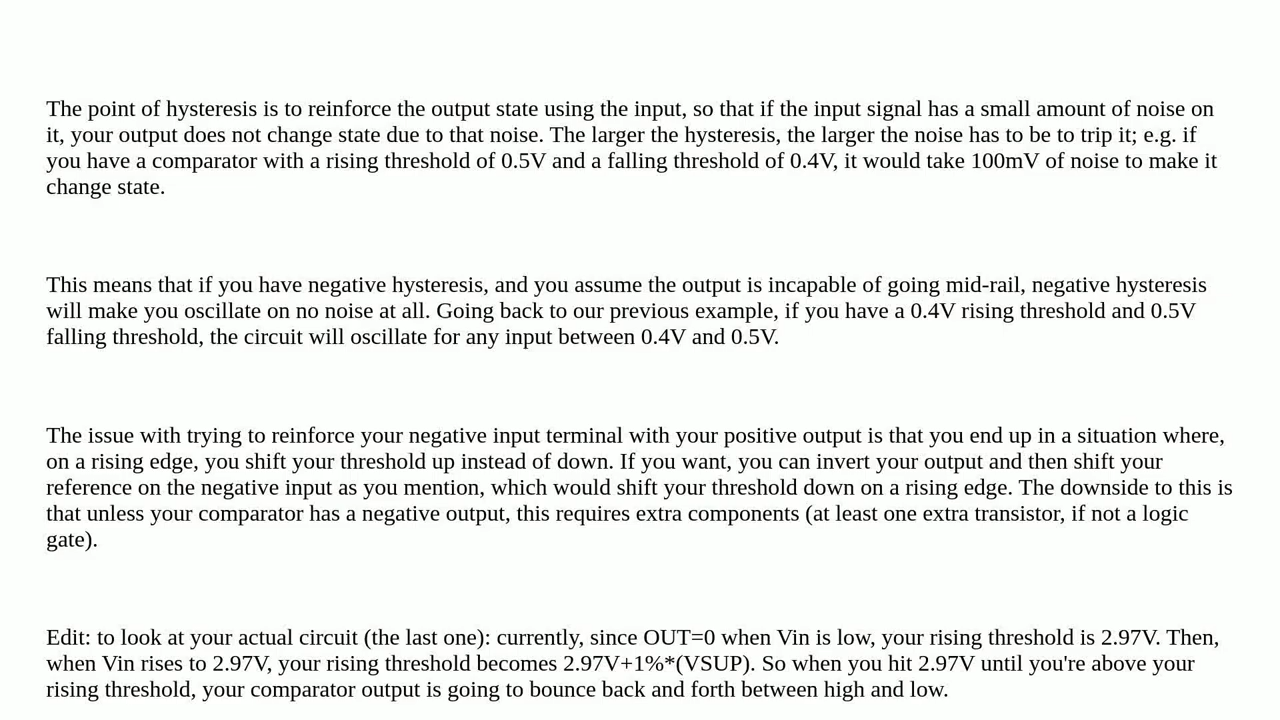 The point of hysteresis is to reinforce the output state using the input, so that if the input signal has a small amount of noise on
it, your output does not change state due to that noise. The larger the hysteresis, the larger the noise has to be to trip it; e.g. if
you have a comparator with a rising threshold of 0.5V and a falling threshold of 0.4V, it would take 100mV of noise to make it
change state.
This means that if you have negative hysteresis, and you assume the output is incapable of going mid-rail, negative hysteresis
will make you oscillate on no noise at all. Going back to our previous example, if you have a 0.4V rising threshold and 0.5V
falling threshold, the circuit will oscillate for any input between 0.4V and 0.5V.
The issue with trying to reinforce your negative input terminal with your positive output is that you end up in a situation where,
on a rising edge, you shift your threshold up instead of down. If you want, you can invert your output and then shift your
reference on the negative input as you mention, which would shift your threshold down on a rising edge. The downside to this is
that unless your comparator has a negative output, this requires extra components (at least one extra transistor, if not a logic
gate).
Edit: to look at your actual circuit (the last one): currently, since OUT=0 when Vin is low, your rising threshold is 2.97V. Then,
when Vin rises to 2.97V, your rising threshold becomes 2.97V+1%*(VSUP). So when you hit 2.97V until you're above your
rising threshold, your comparator output is going to bounce back and forth between high and low.